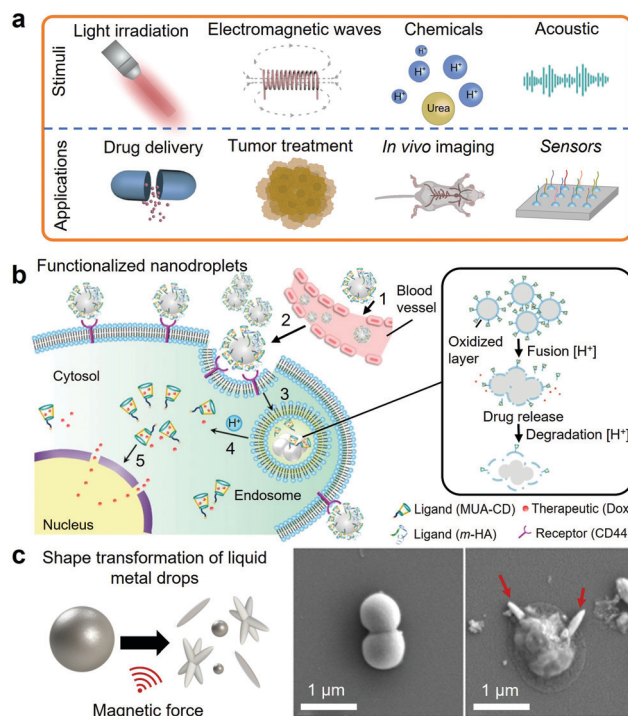 a
Light irradiation
Electromagnetic waves
Chemicals
Acoustic
Stimuli
H⁺
H⁺
H⁺
H⁺
H⁺
H⁺
Urea
Applications
Drug delivery
Tumor treatment
In vivo imaging
Sensors
b
Functionalized nanodroplets
1
2
Blood
vessel
Cytosol
3
H⁺
4
5
Endosome
Nucleus
Oxidized
layer
Fusion [H⁺]
Drug release
Degradation [H⁺]
Ligand (MUA-CD)
Therapeutic (Dox
Ligand (m-HA)
Receptor (CD44
c
Shape transformation of liquid
metal drops
Magnetic force
1 µm
1 µm